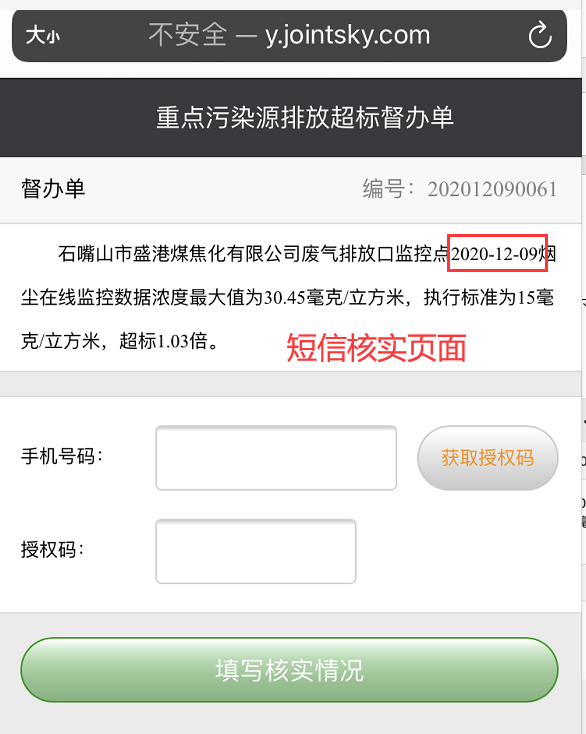 大小 不安全 — y.jointsky.com
重点污染源排放超标督办单
督办单 编号：202012090061
石嘴山市盛港煤焦化有限公司废气排放口监控点2020-12-09烟
尘在线监控数据浓度最大值为30.45毫克/立方米，执行标准为15毫
克/立方米，超标1.03倍。
短信核实页面
手机号码： 获取授权码
授权码：
填写核实情况